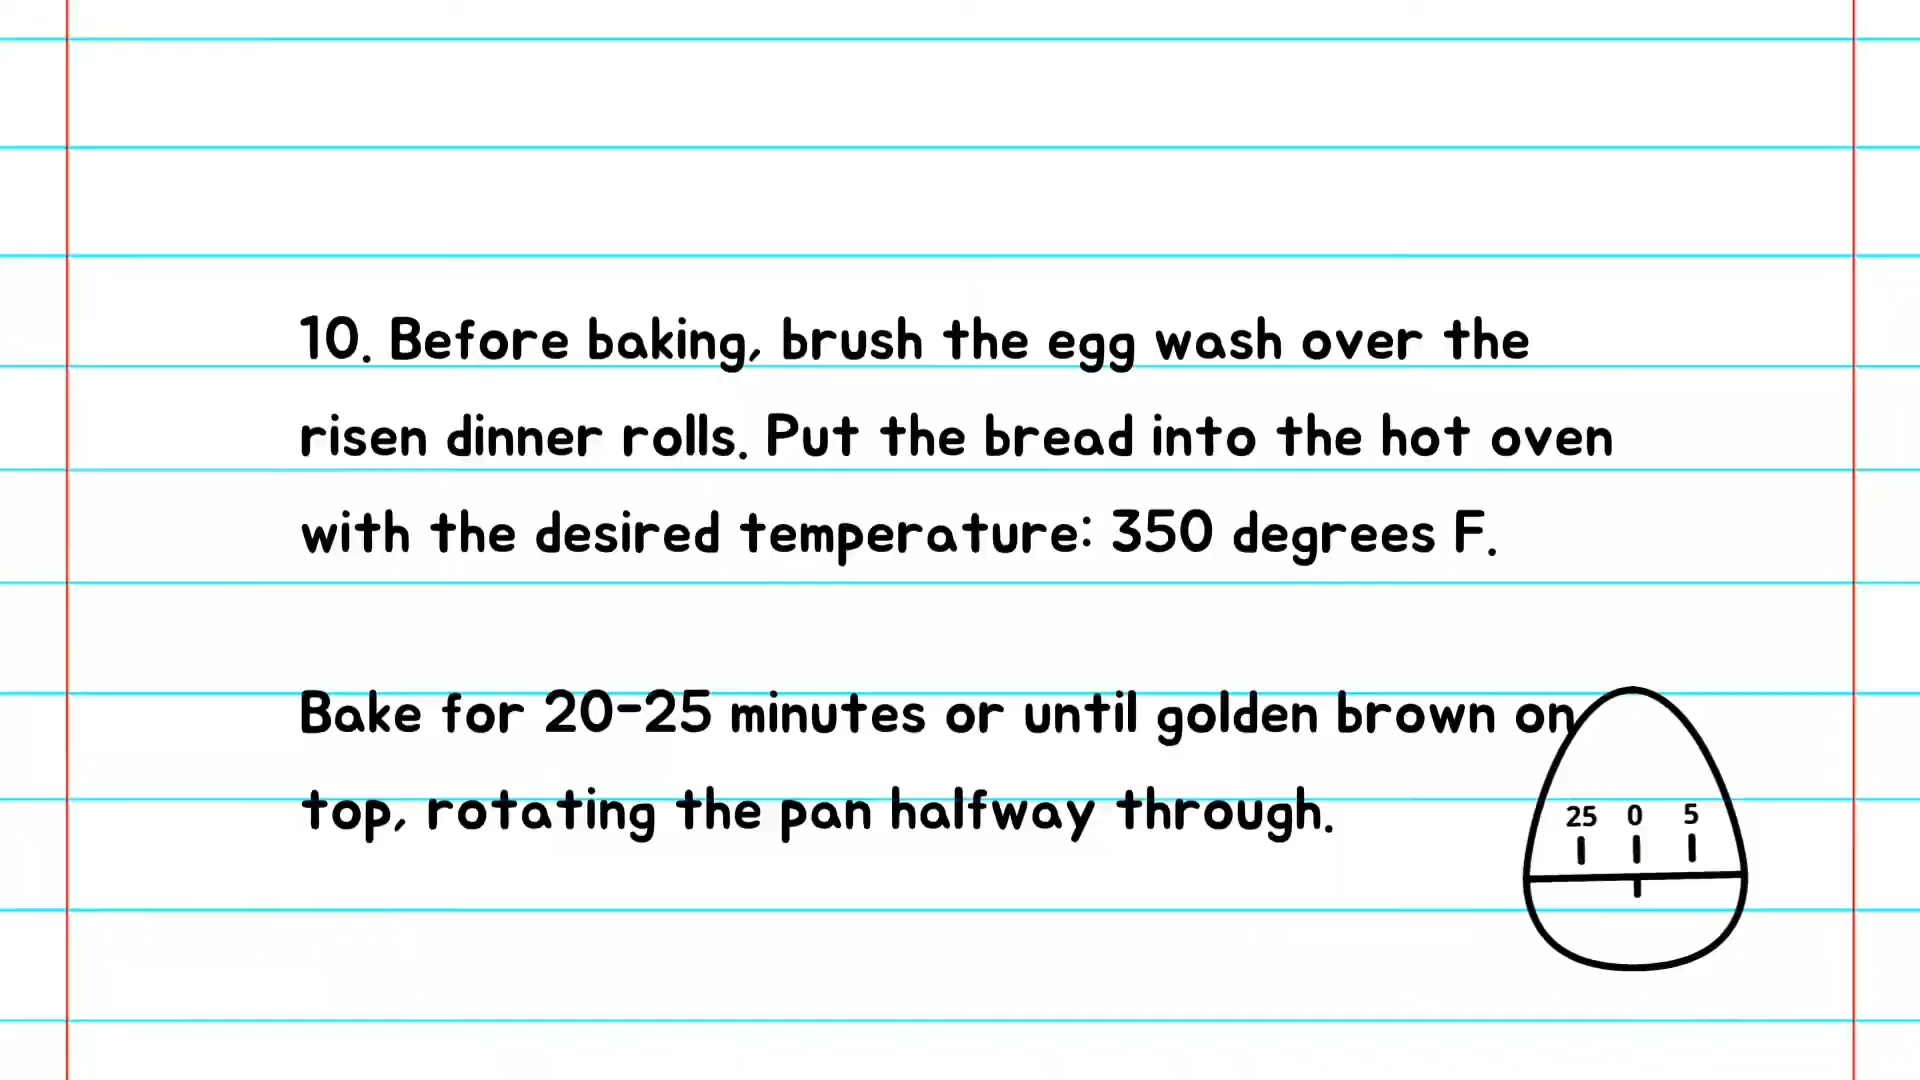 10. Before baking, brush the egg wash over the
risen dinner rolls. Put the bread into the hot oven
with the desired temperature: 350 degrees F.
Bake for 20-25 minutes or until golden brown on
top, rotating the pan halfway through.
25 0 5